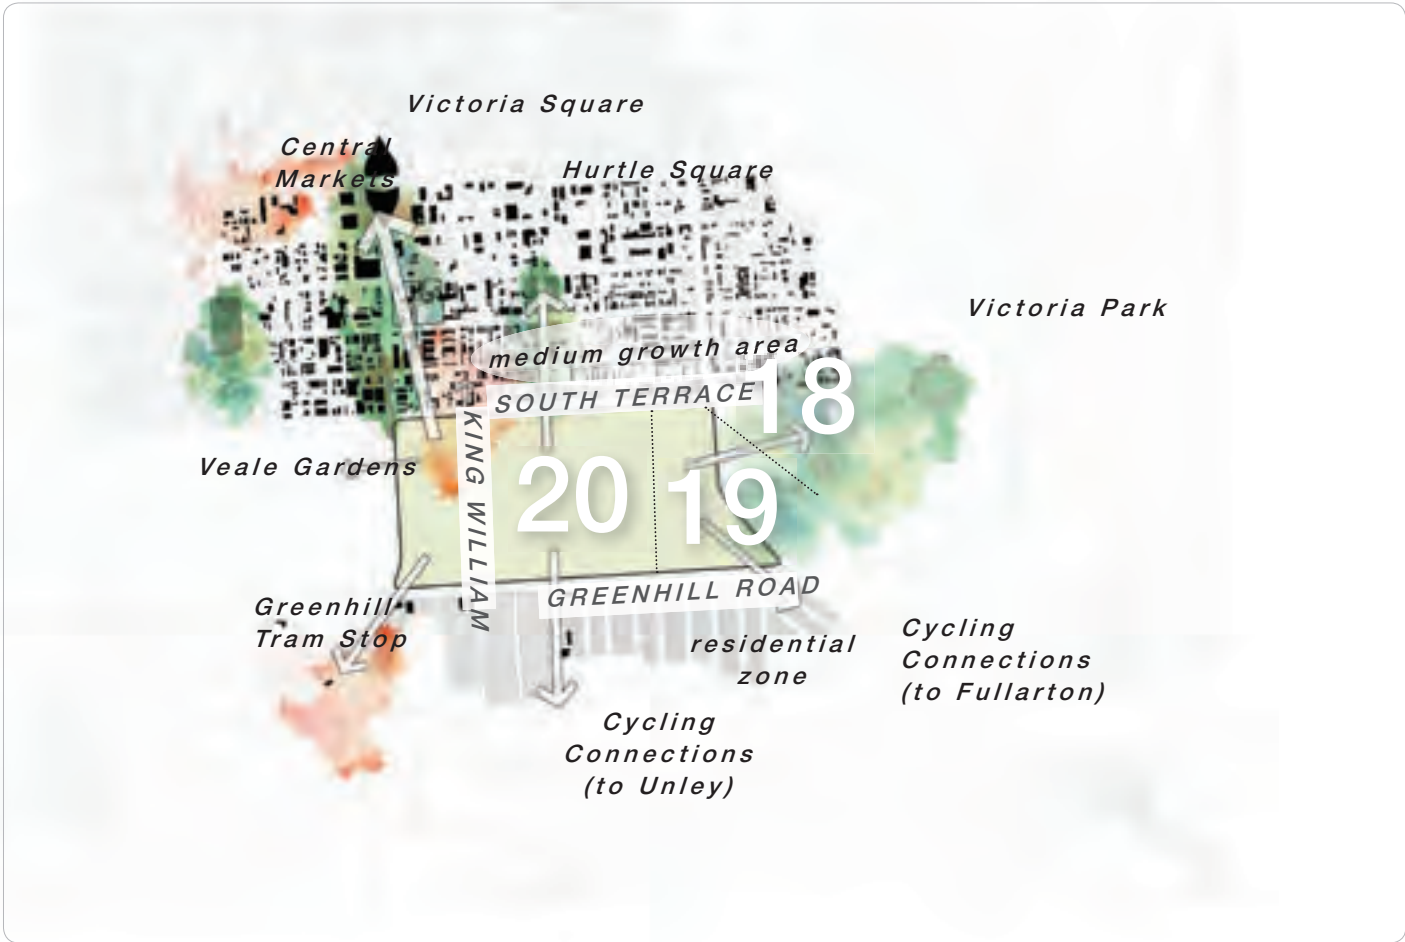 Victoria Square
Central
Markets
Hurtle Square
Victoria Park
medium growth area
SOUTH TERRACE
18
KING WILLIAM
Veale Gardens
20
19
GREENHILL ROAD
Greenhill
Tram Stop
residential
zone
Cycling
Connections
(to Fullarton)
Cycling
Connections
(to Unley)